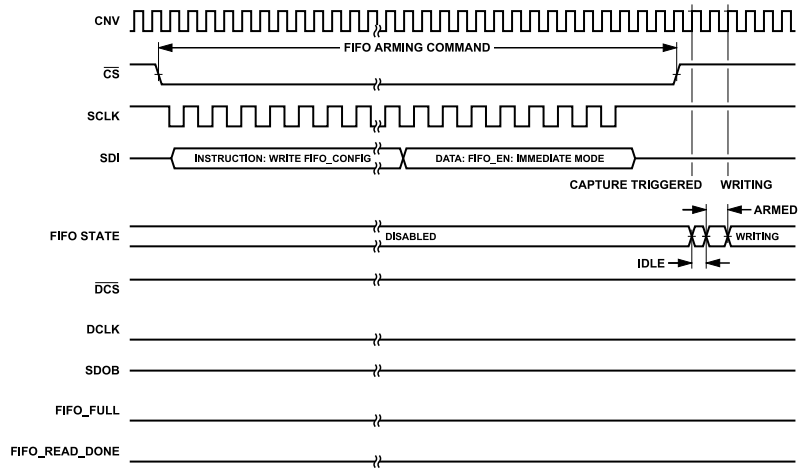 CNV
FIFO ARMING COMMAND
CS
SCLK
SDI
INSTRUCTION: WRITE FIFO_CONFIG
DATA: FIFO_EN: IMMEDIATE MODE
CAPTURE TRIGGERED
WRITING
ARMED
FIFO STATE
DISABLED
WRITING
IDLE
DCS
DCLK
SDOB
FIFO_FULL
FIFO_READ_DONE